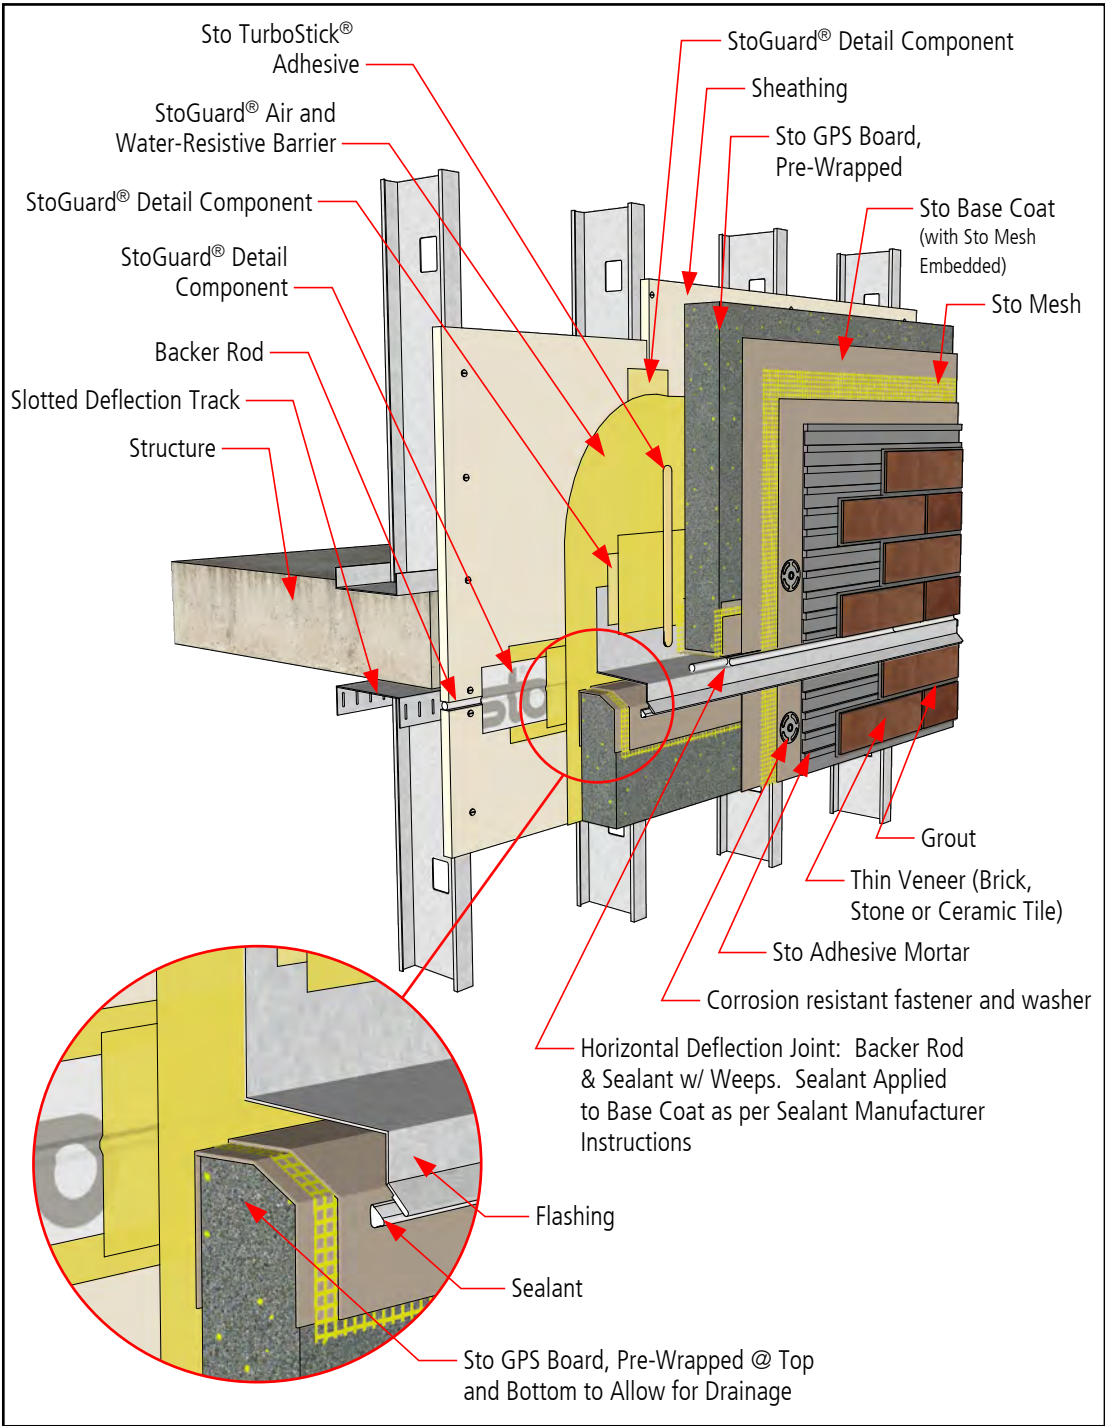 Sto TurboStick®
Adhesive
StoGuard® Air and
Water-Resistive Barrier
StoGuard® Detail Component
StoGuard® Detail
Component
Backer Rod
Slotted Deflection Track
Structure
StoGuard® Detail Component
Sheathing
Sto GPS Board,
Pre-Wrapped
Sto Base Coat
(with Sto Mesh
Embedded)
Sto Mesh
sto
Grout
Thin Veneer (Brick,
Stone or Ceramic Tile)
Sto Adhesive Mortar
Corrosion resistant fastener and washer
Horizontal Deflection Joint: Backer Rod
& Sealant w/ Weeps. Sealant Applied
to Base Coat as per Sealant Manufacturer
Instructions
Flashing
Sealant
Sto GPS Board, Pre-Wrapped @ Top
and Bottom to Allow for Drainage